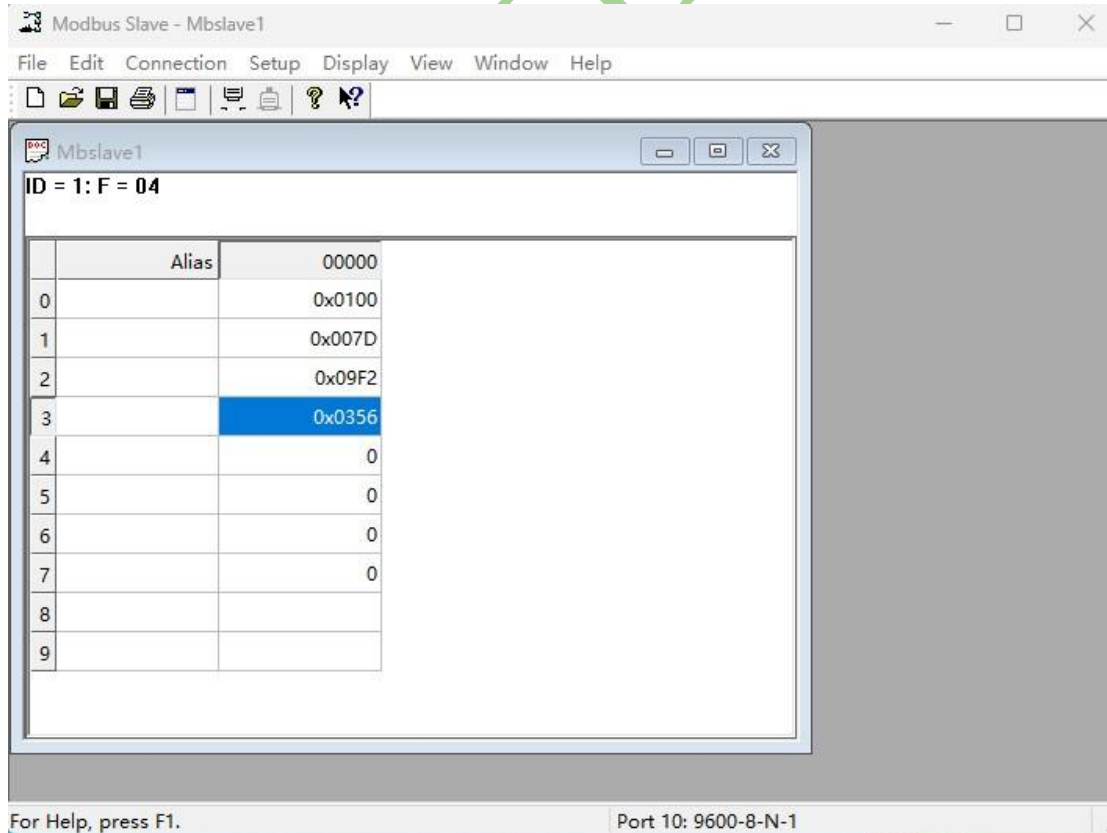 Modbus Slave - Mbslave1
File Edit Connection Setup Display View Window Help
Mbslave1
ID = 1: F = 04
Alias 00000
0 0x0100
1 0x007D
2 0x09F2
3 0x0356
4 0
5 0
6 0
7 0
8
9
For Help, press F1. Port 10: 9600-8-N-1